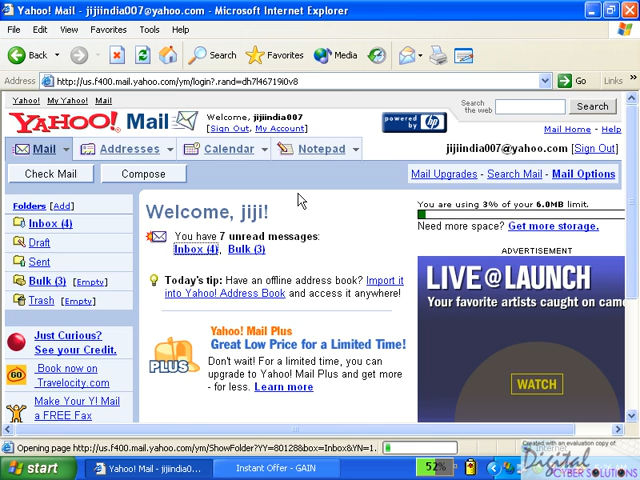 Yahoo! Mail - jijiindia007@yahoo.com - Microsoft Internet Explorer
File Edit View Favorites Tools Help
Back Search Favorites Media
Address http://us.f400.mail.yahoo.com/ym/login?.rand=dh7l46719i0v8 Go Links »
Yahoo! My Yahoo! Mail
YAHOO! Mail
Welcome, jijiindia007
[Sign Out, My Account]
powered by hp
Search
the web
Search
Mail Home - Help
Mail Addresses Calendar Notepad
jijiindia007@yahoo.com [Sign Out]
Check Mail Compose
Mail Upgrades - Search Mail - Mail Options
Folders [Add]
Inbox (4)
Draft
Sent
Bulk (3) [Empty]
Trash [Empty]
Just Curious?
See your Credit.
GO
Book now on
Travelocity.com
Make Your Y! Mail
a FREE Fax
Welcome, jiji!
You have 7 unread messages:
Inbox (4), Bulk (3)
Today's tip: Have an offline address book? Import it
into Yahoo! Address Book and access it anywhere!
PLUS
Yahoo! Mail Plus
Great Low Price for a Limited Time!
Don't wait! For a limited time, you can
upgrade to Yahoo! Mail Plus and get more
- for less. Learn more
You are using 3% of your 6.0MB limit.
Need more space? Get more storage.
ADVERTISEMENT
LIVE@LAUNCH
Your favorite artists caught on came
WATCH
Opening page http://us.f400.mail.yahoo.com/ym/ShowFolder?YY=80128&box=Inbox&YN=1.
Internet
start
Yahoo! Mail - jijiindia0...
Instant Offer - GAIN
52%
Created with an evaluation copy of
Digital
CYBER SOLUTIONS